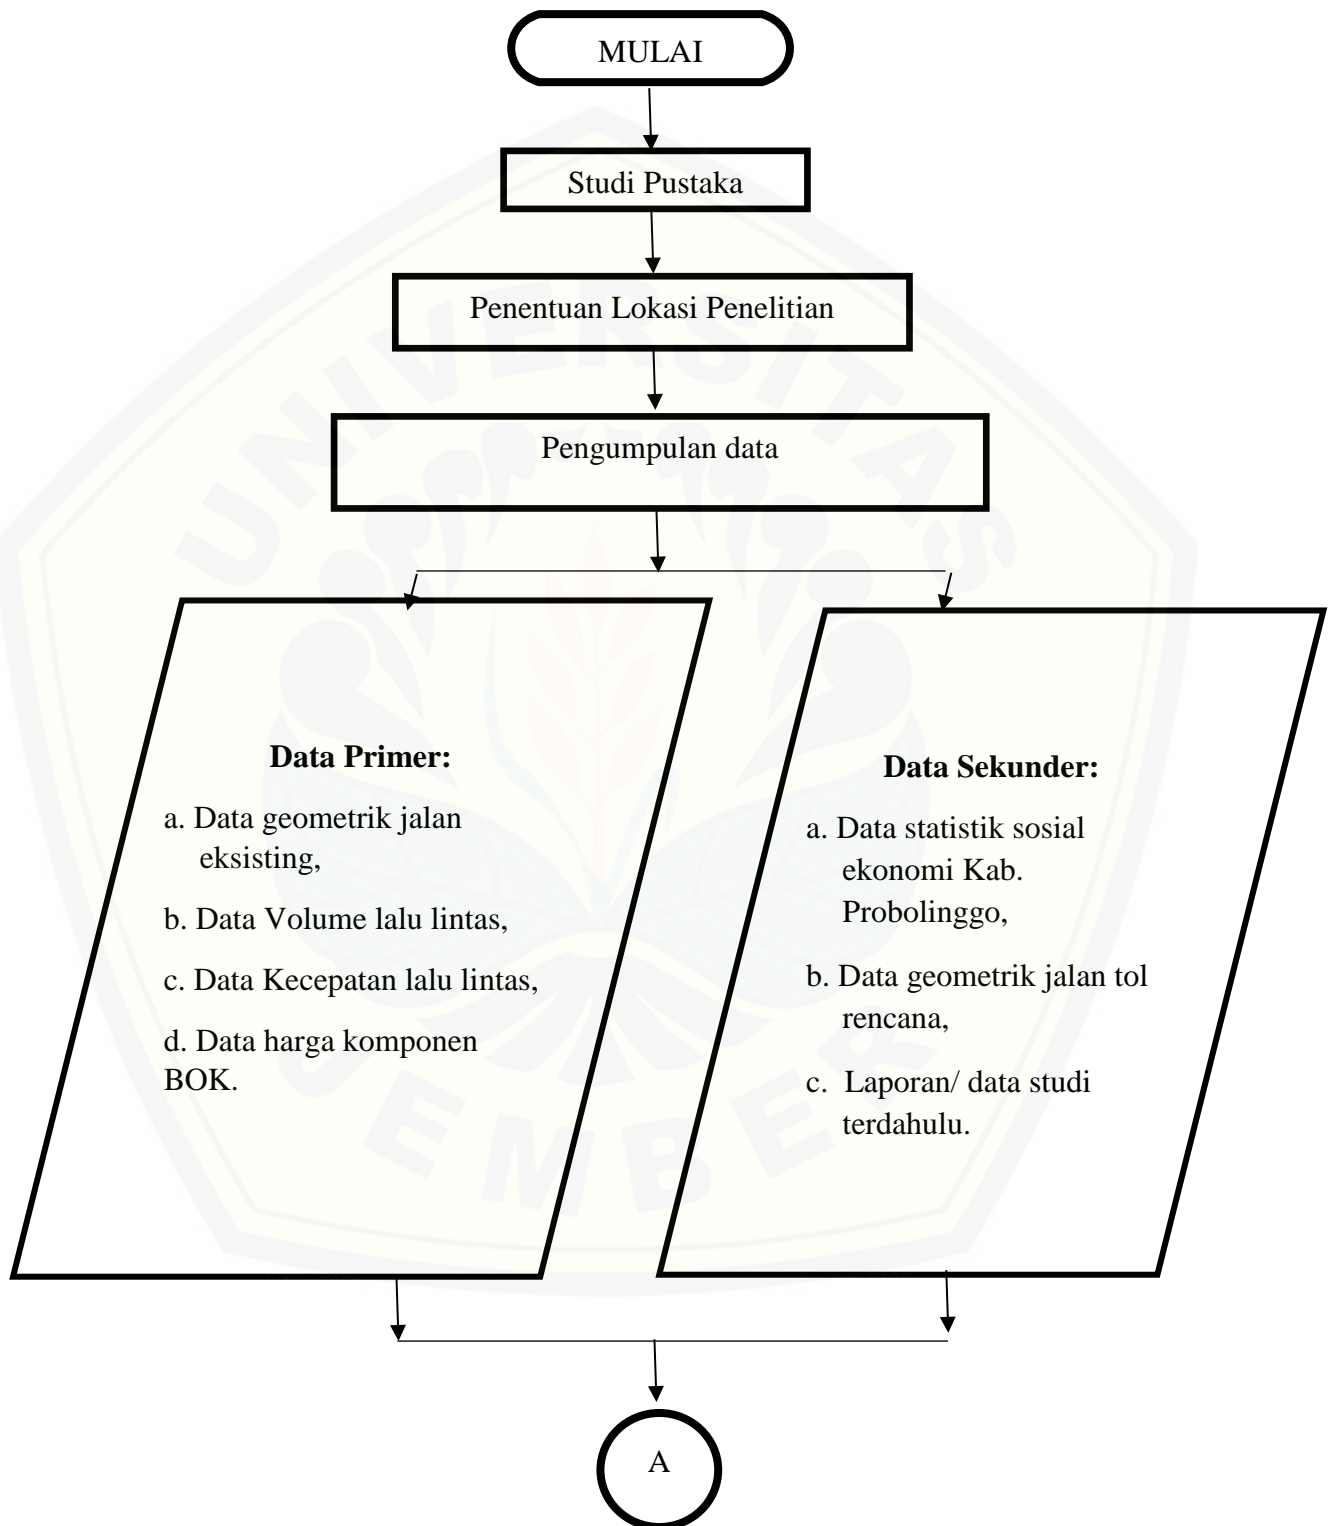 MULAI
Studi Pustaka
Penentuan Lokasi Penelitian
Pengumpulan data
Data Primer:
a. Data geometrik jalan
eksisting,
b. Data Volume lalu lintas,
c. Data Kecepatan lalu lintas,
d. Data harga komponen
BOK.
Data Sekunder:
a. Data statistik sosial
ekonomi Kab.
Probolinggo,
b. Data geometrik jalan tol
rencana,
c. Laporan/ data studi
terdahulu.
A
UNIVERSITAS
JEMBER